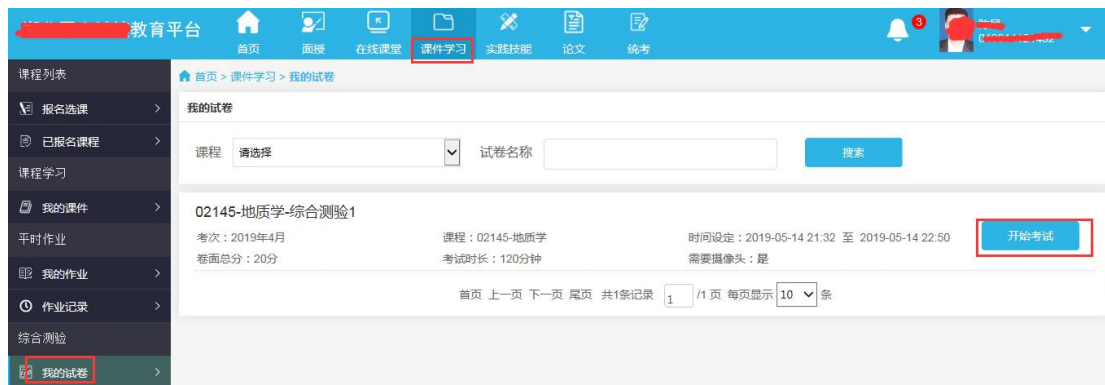 教育平台
首页 面授 在线课堂 课件学习 实践技能 论文 统考
3
课程列表
首页 > 课件学习 > 我的试卷
报名选课
我的试卷
已报名课程
课程 请选择 试卷名称 搜索
课程学习
我的课件
02145-地质学-综合测验1
平时作业
考次：2019年4月 课程：02145-地质学 时间设定：2019-05-14 21:32 至 2019-05-14 22:50 开始考试
卷面总分：20分 考试时长：120分钟 需要摄像头：是
我的作业
首页 上一页 下一页 尾页 共1条记录 1 /1 页 每页显示 10 条
作业记录
综合测验
我的试卷